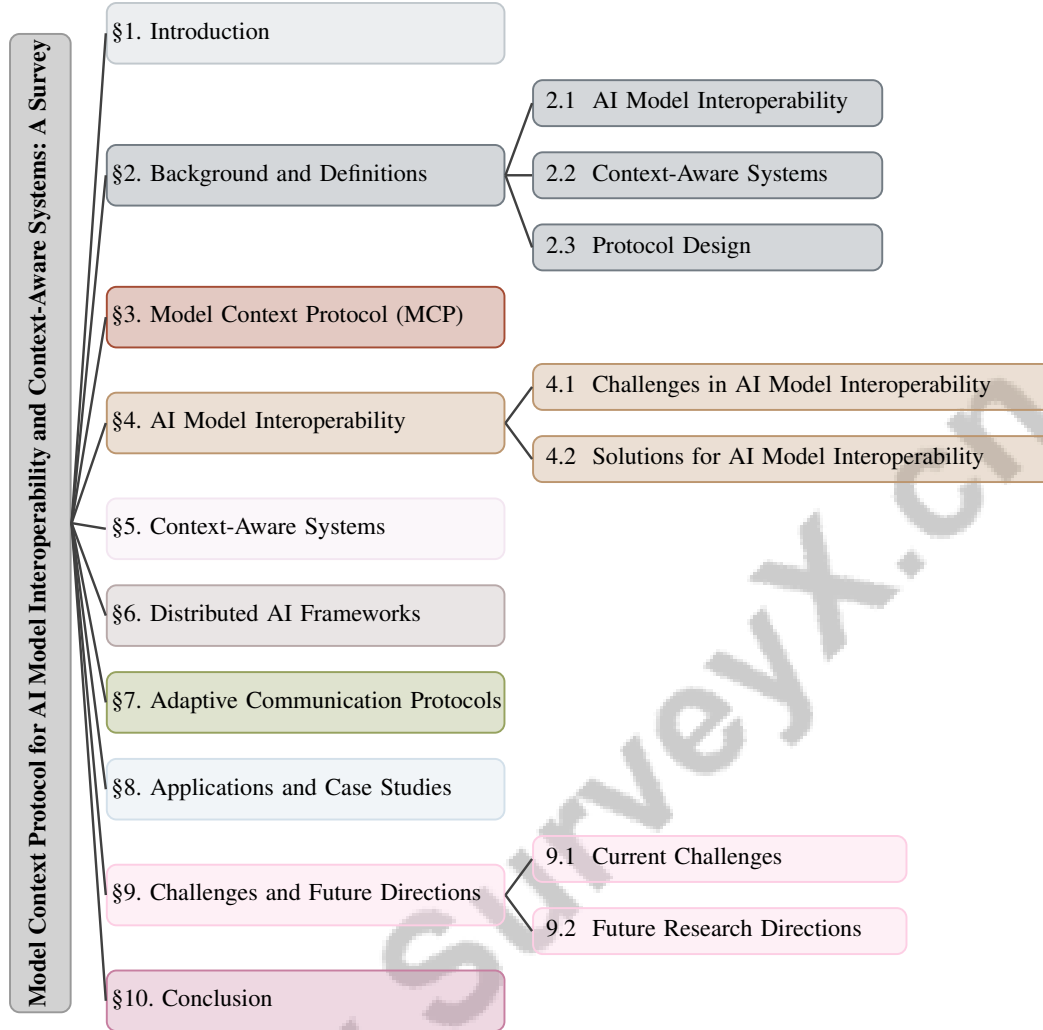 Model Context Protocol for AI Model Interoperability and Context-Aware Systems: A Survey
§1. Introduction
§2. Background and Definitions
2.1 AI Model Interoperability
2.2 Context-Aware Systems
2.3 Protocol Design
§3. Model Context Protocol (MCP)
§4. AI Model Interoperability
4.1 Challenges in AI Model Interoperability
4.2 Solutions for AI Model Interoperability
§5. Context-Aware Systems
§6. Distributed AI Frameworks
§7. Adaptive Communication Protocols
§8. Applications and Case Studies
§9. Challenges and Future Directions
9.1 Current Challenges
9.2 Future Research Directions
§10. Conclusion
SurveyX.cn